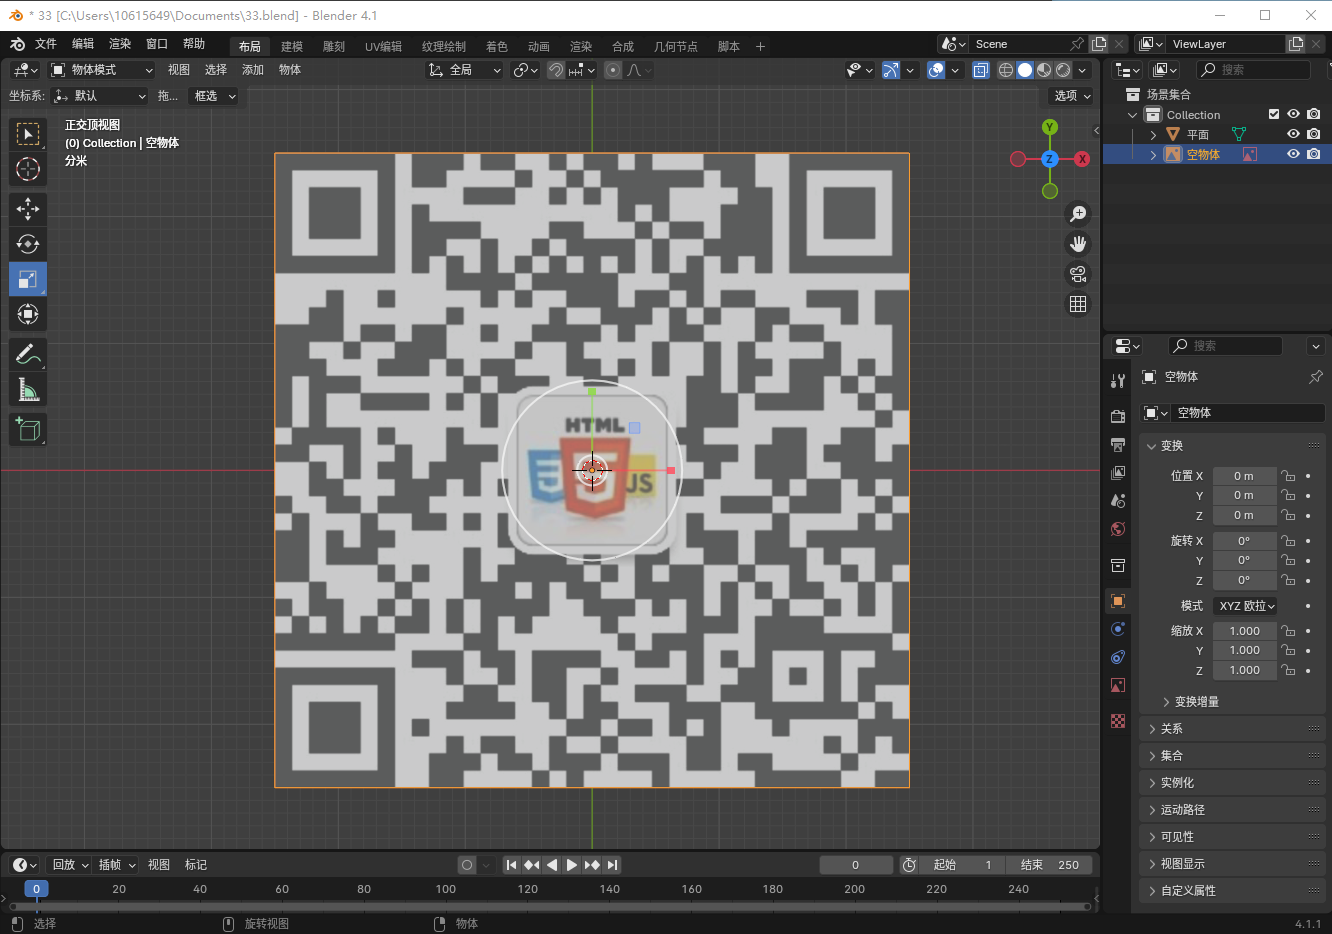 * 33 [C:\Users\10615649\Documents\33.blend] - Blender 4.1
文件 编辑 渲染 窗口 帮助 布局 建模 雕刻 UV编辑 纹理绘制 着色 动画 渲染 合成 几何节点 脚本 + Scene ViewLayer
物体模式 视图 选择 添加 物体 全局 搜索
坐标系: 默认 拖... 框选 选项
场景集合
Collection
平面
空物体
正交顶视图
(0) Collection | 空物体
分米
Y
Z X
HTML
JS
搜索
空物体
空物体
变换
位置 X 0 m
Y 0 m
Z 0 m
旋转 X 0°
Y 0°
Z 0°
模式 XYZ 欧拉
缩放 X 1.000
Y 1.000
Z 1.000
变换增量
关系
集合
实例化
运动路径
可见性
视图显示
自定义属性
回放 插帧 视图 标记 0 起始 1 结束 250
0 20 40 60 80 100 120 140 160 180 200 220 240
选择 旋转视图 物体 4.1.1